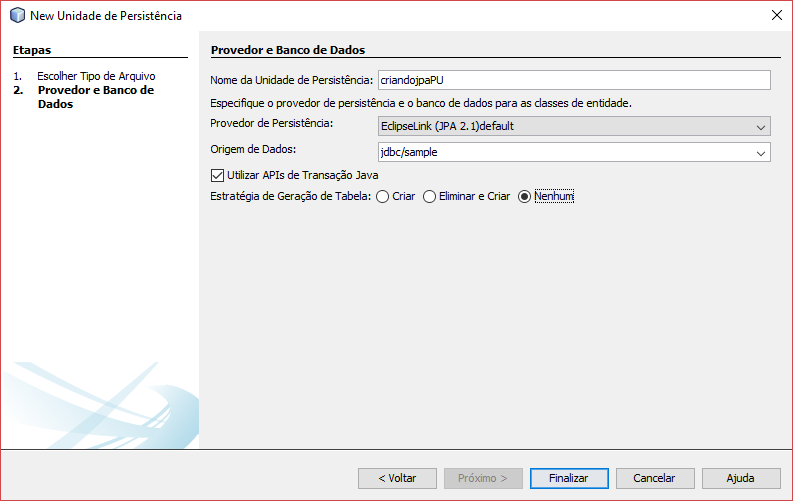 New Unidade de Persistência
Etapas
1. Escolher Tipo de Arquivo
2. Provedor e Banco de
Dados
Provedor e Banco de Dados
Nome da Unidade de Persistência: criandojpaPU
Especifique o provedor de persistência e o banco de dados para as classes de entidade.
Provedor de Persistência: EclipseLink (JPA 2.1)default
Origem de Dados: jdbc/sample
Utilizar APIs de Transação Java
Estratégia de Geração de Tabela: Criar Eliminar e Criar Nenhum
< Voltar Próximo > Finalizar Cancelar Ajuda